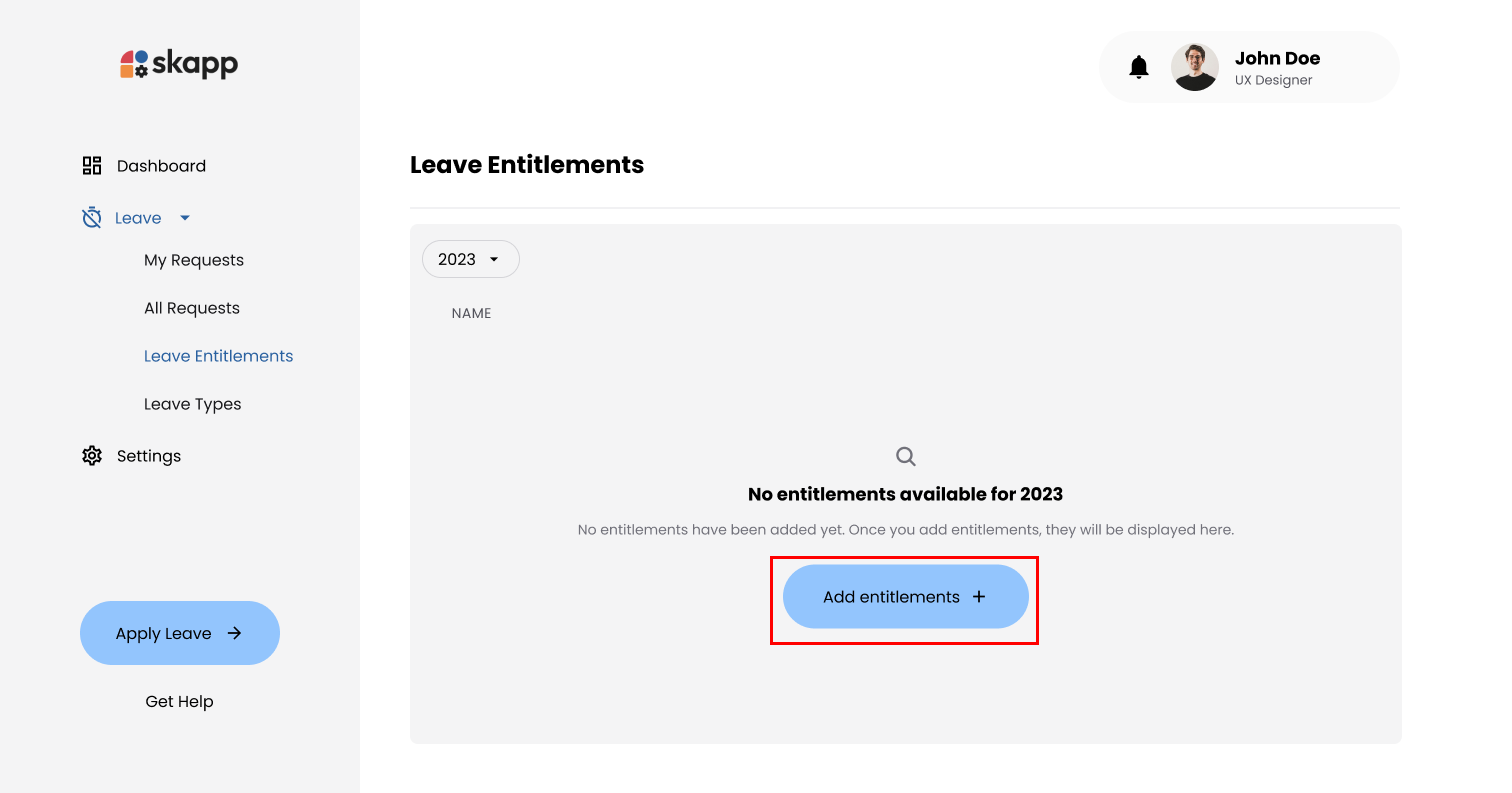 skapp
John Doe
UX Designer
Dashboard
Leave
My Requests
All Requests
Leave Entitlements
Leave Types
Settings
Apply Leave
Get Help
Leave Entitlements
2023
NAME
No entitlements available for 2023
No entitlements have been added yet. Once you add entitlements, they will be displayed here.
Add entitlements +